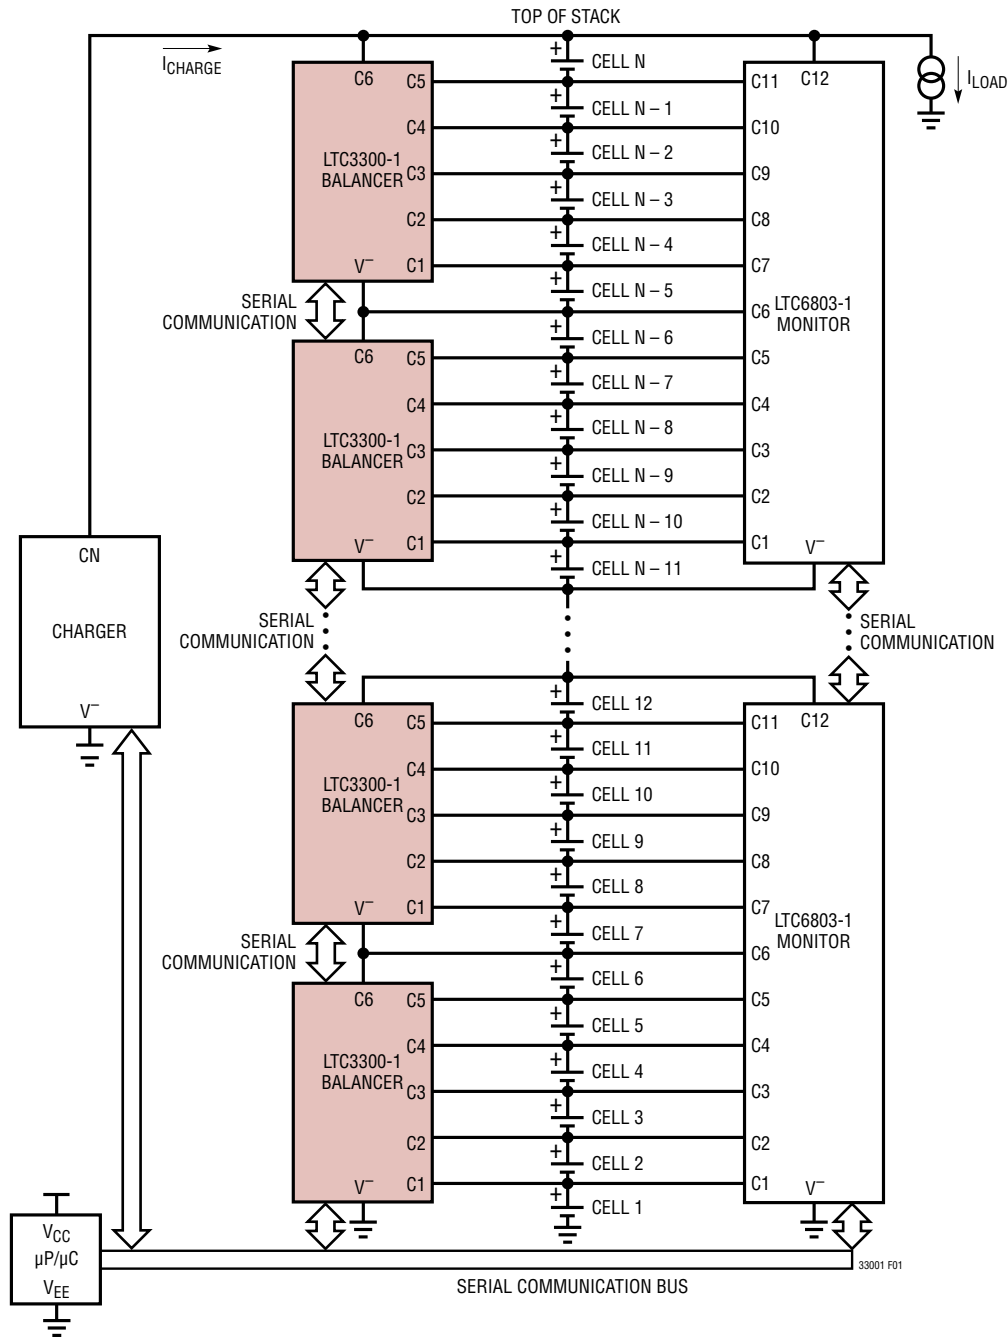 TOP OF STACK
I_CHARGE
I_LOAD
C6
C5
C4
LTC3300-1
BALANCER
C3
C2
V–
C1
+
CELL N
+
CELL N – 1
+
CELL N – 2
+
CELL N – 3
+
CELL N – 4
+
CELL N – 5
C12
C11
C10
C9
C8
C7
C6
LTC6803-1
MONITOR
C5
C4
C3
C2
C1
V–
SERIAL
COMMUNICATION
C6
C5
C4
LTC3300-1
BALANCER
C3
C2
V–
C1
+
CELL N – 6
+
CELL N – 7
+
CELL N – 8
+
CELL N – 9
+
CELL N – 10
+
CELL N – 11
CN
CHARGER
V–
SERIAL
COMMUNICATION
SERIAL
COMMUNICATION
C6
C5
C4
LTC3300-1
BALANCER
C3
C2
V–
C1
+
CELL 12
+
CELL 11
+
CELL 10
+
CELL 9
+
CELL 8
+
CELL 7
C12
C11
C10
C9
C8
C7
LTC6803-1
MONITOR
C6
C5
C4
C3
C2
C1
V–
SERIAL
COMMUNICATION
C6
C5
C4
LTC3300-1
BALANCER
C3
C2
V–
C1
+
CELL 6
+
CELL 5
+
CELL 4
+
CELL 3
+
CELL 2
+
CELL 1
VCC
µP/µC
VEE
SERIAL COMMUNICATION BUS
33001 F01